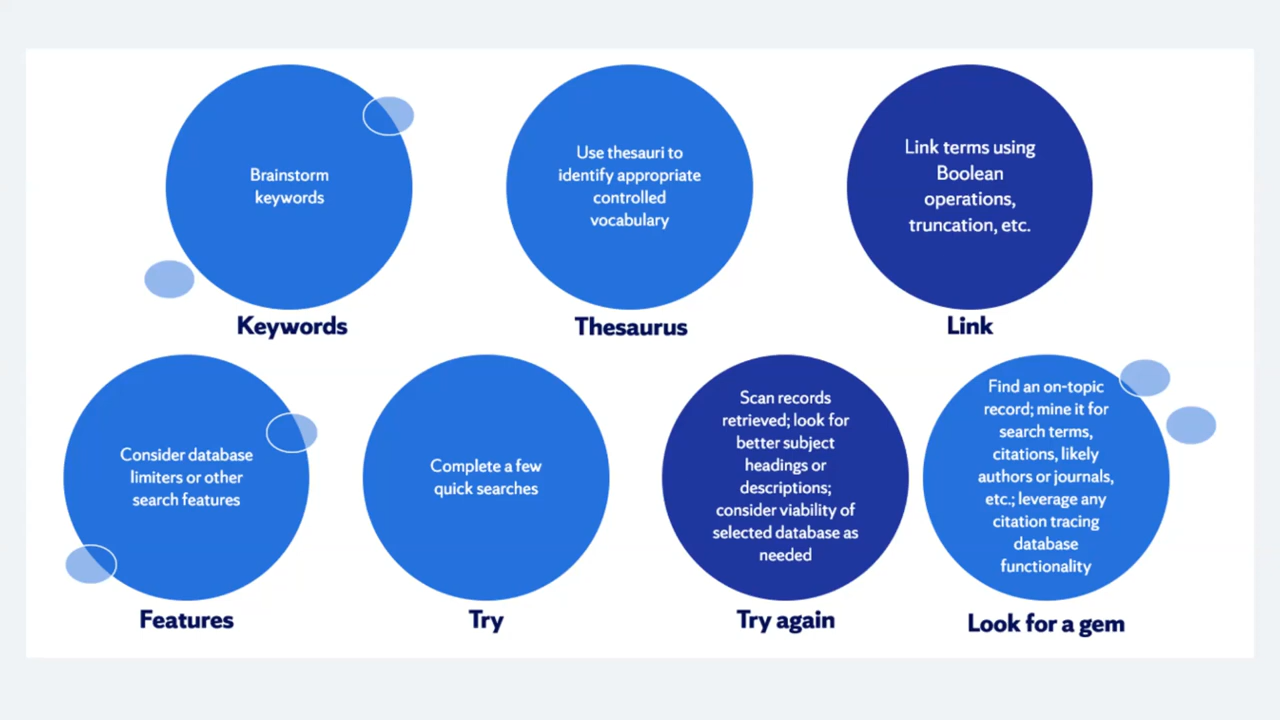 Brainstorm
keywords
Keywords
Use thesauri to
identify appropriate
controlled
vocabulary
Thesaurus
Link terms using
Boolean
operations,
truncation, etc.
Link
Consider database
limiters or other
search features
Features
Complete a few
quick searches
Try
Scan records
retrieved; look for
better subject
headings or
descriptions;
consider viability of
selected database as
needed
Try again
Find an on-topic
record; mine it for
search terms,
citations, likely
authors or journals,
etc.; leverage any
citation tracing
database
functionality
Look for a gem